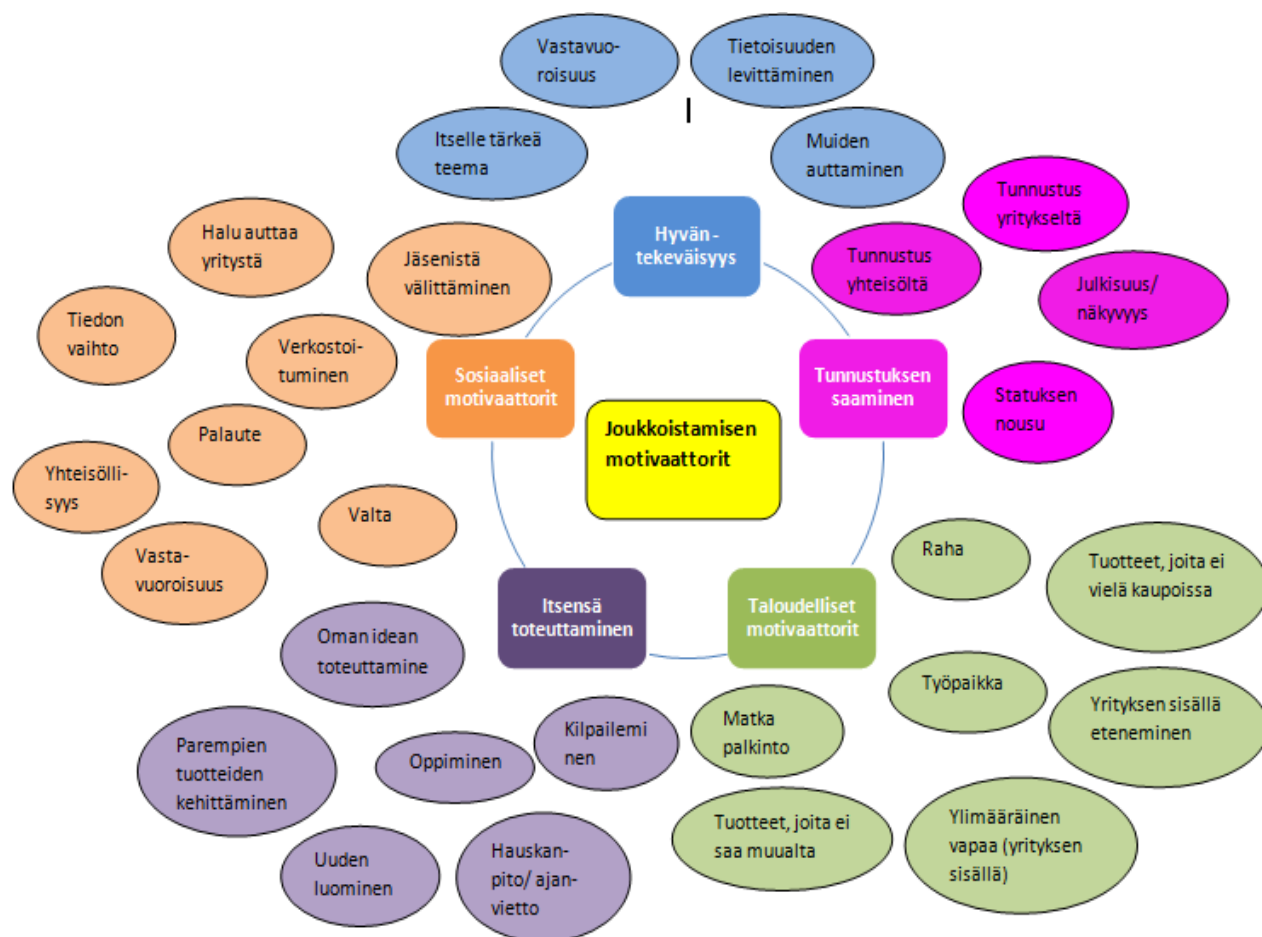 Vastavuo-
roisuus
Tietoisuuden
levittäminen
Itselle tärkeä
teema
Muiden
auttaminen
Hyvän-
tekeväisyys
Tunnustus
yritykseltä
Tunnustus
yhteisöltä
Julkisuus/
näkyvyys
Statuksen
nousu
Tunnustuksen
saaminen
Halu auttaa
yritystä
Jäsenistä
välittäminen
Tiedon
vaihto
Verkostoi-
tuminen
Sosiaaliset
motivaattorit
Palaute
Yhteisölli-
syys
Valta
Vasta-
vuoroisuus
Joukkoistamisen
motivaattorit
Itsensä
toteuttaminen
Taloudelliset
motivaattorit
Oman idean
toteuttamine
Parempien
tuotteiden
kehittäminen
Oppiminen
Kilpailemi
nen
Uuden
luominen
Hauskan-
pito/ ajan-
vietto
Raha
Tuotteet, joita ei
vielä kaupoissa
Työpaikka
Yrityksen sisällä
eteneminen
Matka
palkinto
Tuotteet, joita ei
saa muualta
Ylimääräinen
vapaa (yrityksen
sisällä)